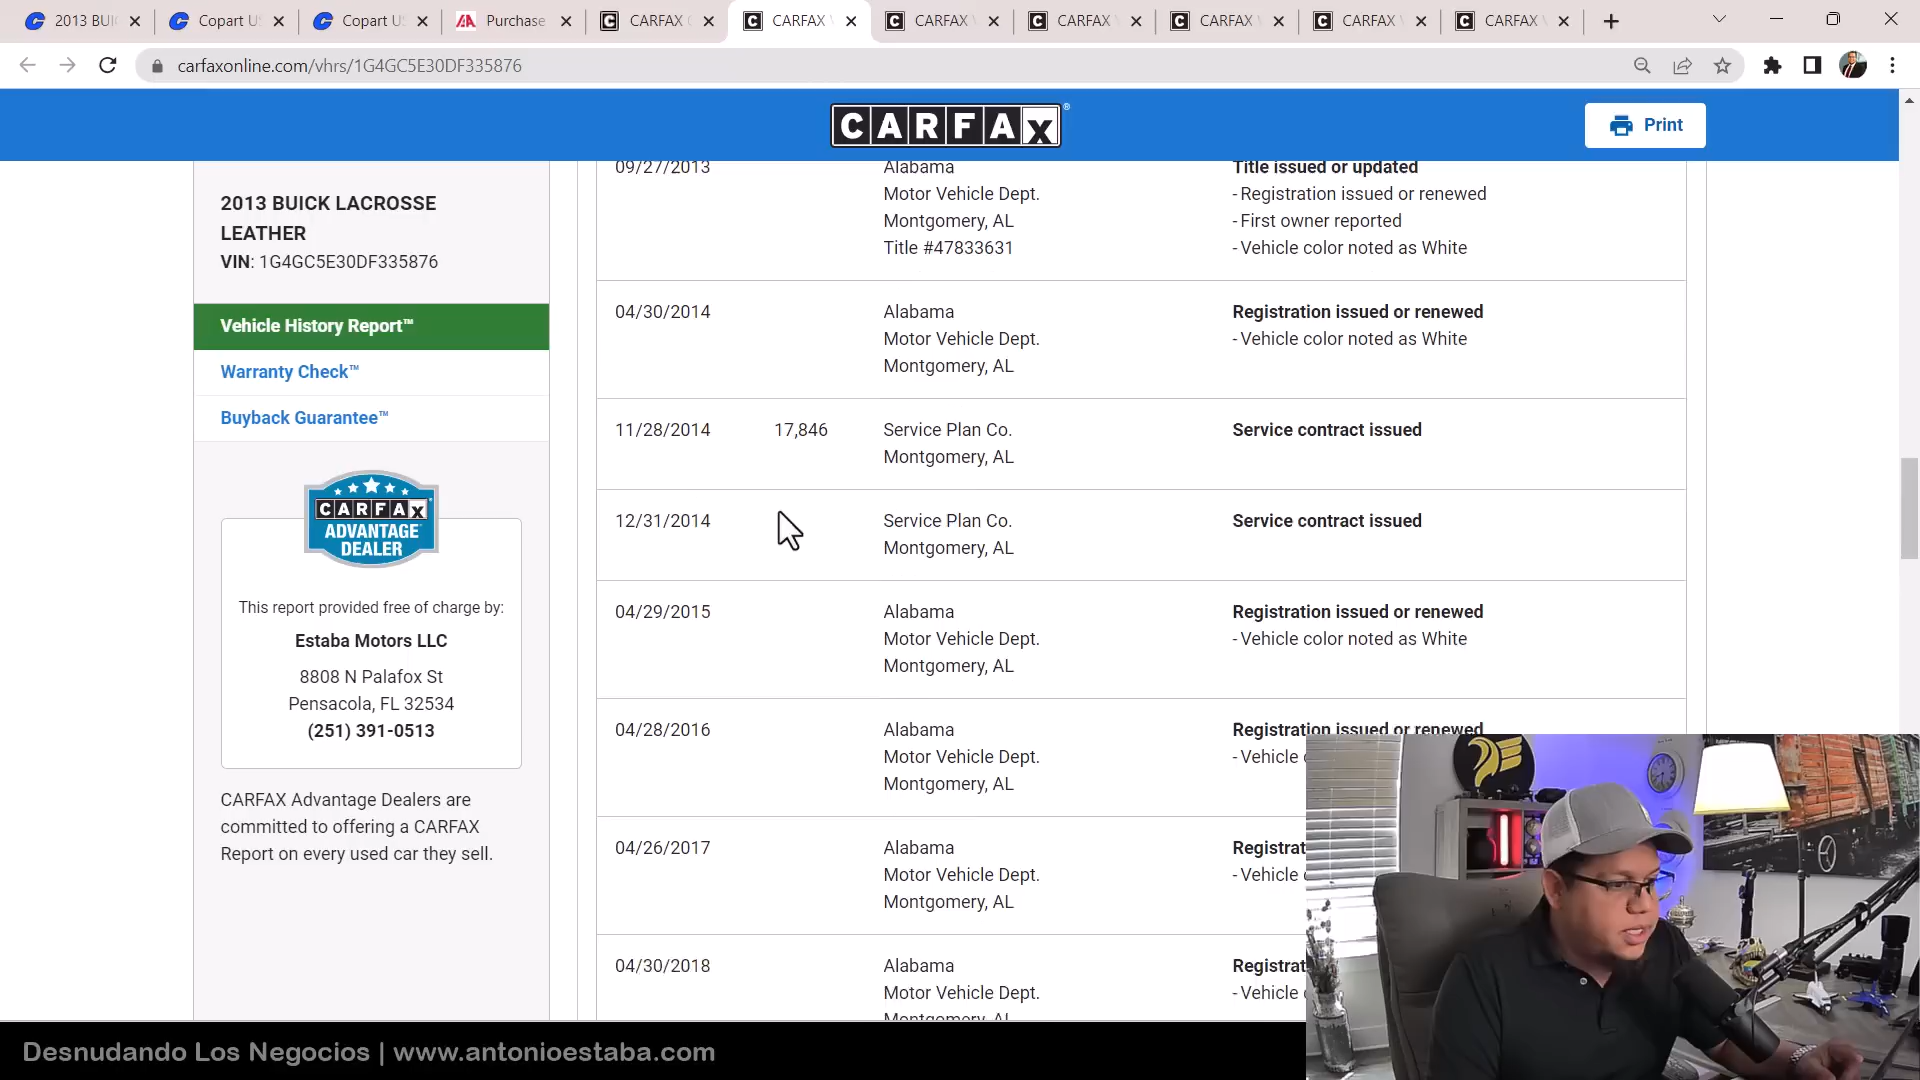 2013 BUI
Copart U
Copart U
Purchase
CARFAX
CARFAX
CARFAX
CARFAX
CARFAX
CARFAX
CARFAX
carfaxonline.com/vhrs/1G4GC5E30DF335876
CARFAX
Print
2013 BUICK LACROSSE
LEATHER
VIN: 1G4GC5E30DF335876
Vehicle History Report™
Warranty Check™
Buyback Guarantee™
CARFAX
ADVANTAGE
DEALER
This report provided free of charge by:
Estaba Motors LLC
8808 N Palafox St
Pensacola, FL 32534
(251) 391-0513
CARFAX Advantage Dealers are
committed to offering a CARFAX
Report on every used car they sell.
09/27/2013 Alabama Title issued or updated
Motor Vehicle Dept. - Registration issued or renewed
Montgomery, AL - First owner reported
Title #47833631 - Vehicle color noted as White
04/30/2014 Alabama Registration issued or renewed
Motor Vehicle Dept. - Vehicle color noted as White
Montgomery, AL
11/28/2014 17,846 Service Plan Co. Service contract issued
Montgomery, AL
12/31/2014 Service Plan Co. Service contract issued
Montgomery, AL
04/29/2015 Alabama Registration issued or renewed
Motor Vehicle Dept. - Vehicle color noted as White
Montgomery, AL
04/28/2016 Alabama Registration issued or renewed
Motor Vehicle Dept. - Vehicle c
Montgomery, AL
04/26/2017 Alabama Registrat
Motor Vehicle Dept. - Vehicle
Montgomery, AL
04/30/2018 Alabama Registrat
Motor Vehicle Dept. - Vehicle
Montgomery, AL
Desnudando Los Negocios | www.antonioestaba.com